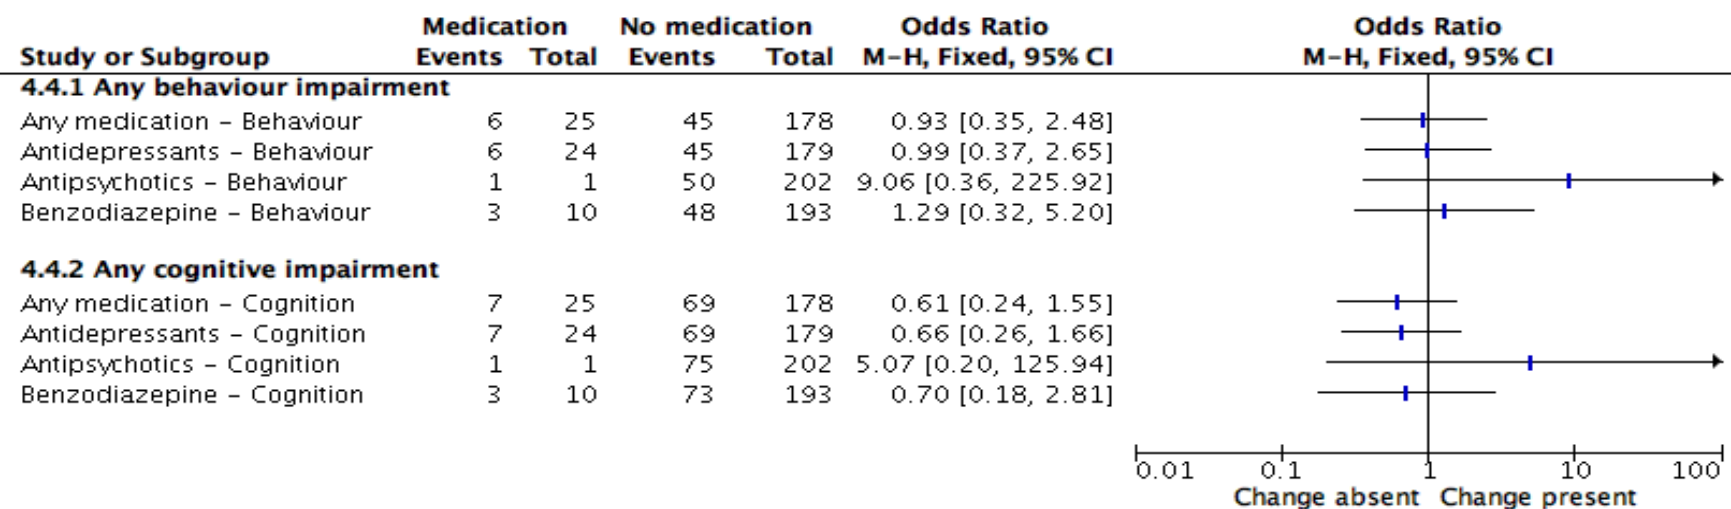 Medication No medication Odds Ratio Odds Ratio
Study or Subgroup Events Total Events Total M-H, Fixed, 95% CI M-H, Fixed, 95% CI
4.4.1 Any behaviour impairment
Any medication – Behaviour 6 25 45 178 0.93 [0.35, 2.48]
Antidepressants – Behaviour 6 24 45 179 0.99 [0.37, 2.65]
Antipsychotics – Behaviour 1 1 50 202 9.06 [0.36, 225.92]
Benzodiazepine – Behaviour 3 10 48 193 1.29 [0.32, 5.20]
4.4.2 Any cognitive impairment
Any medication – Cognition 7 25 69 178 0.61 [0.24, 1.55]
Antidepressants – Cognition 7 24 69 179 0.66 [0.26, 1.66]
Antipsychotics – Cognition 1 1 75 202 5.07 [0.20, 125.94]
Benzodiazepine – Cognition 3 10 73 193 0.70 [0.18, 2.81]
0.01 0.1 1 10 100
Change absent Change present